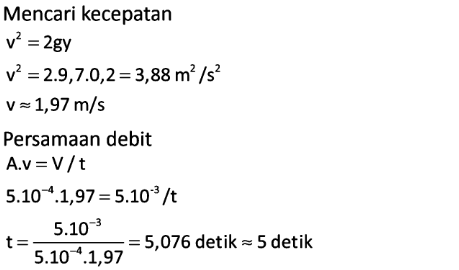 Mencari kecepatan
v² = 2gy
v² = 2.9,7.0,2 = 3,88 m²/s²
v ≈ 1,97 m/s
Persamaan debit
A.v = V / t
5.10⁻⁴.1,97 = 5.10⁻³/t
t = 5.10⁻³ / 5.10⁻⁴.1,97 = 5,076 detik ≈ 5 detik